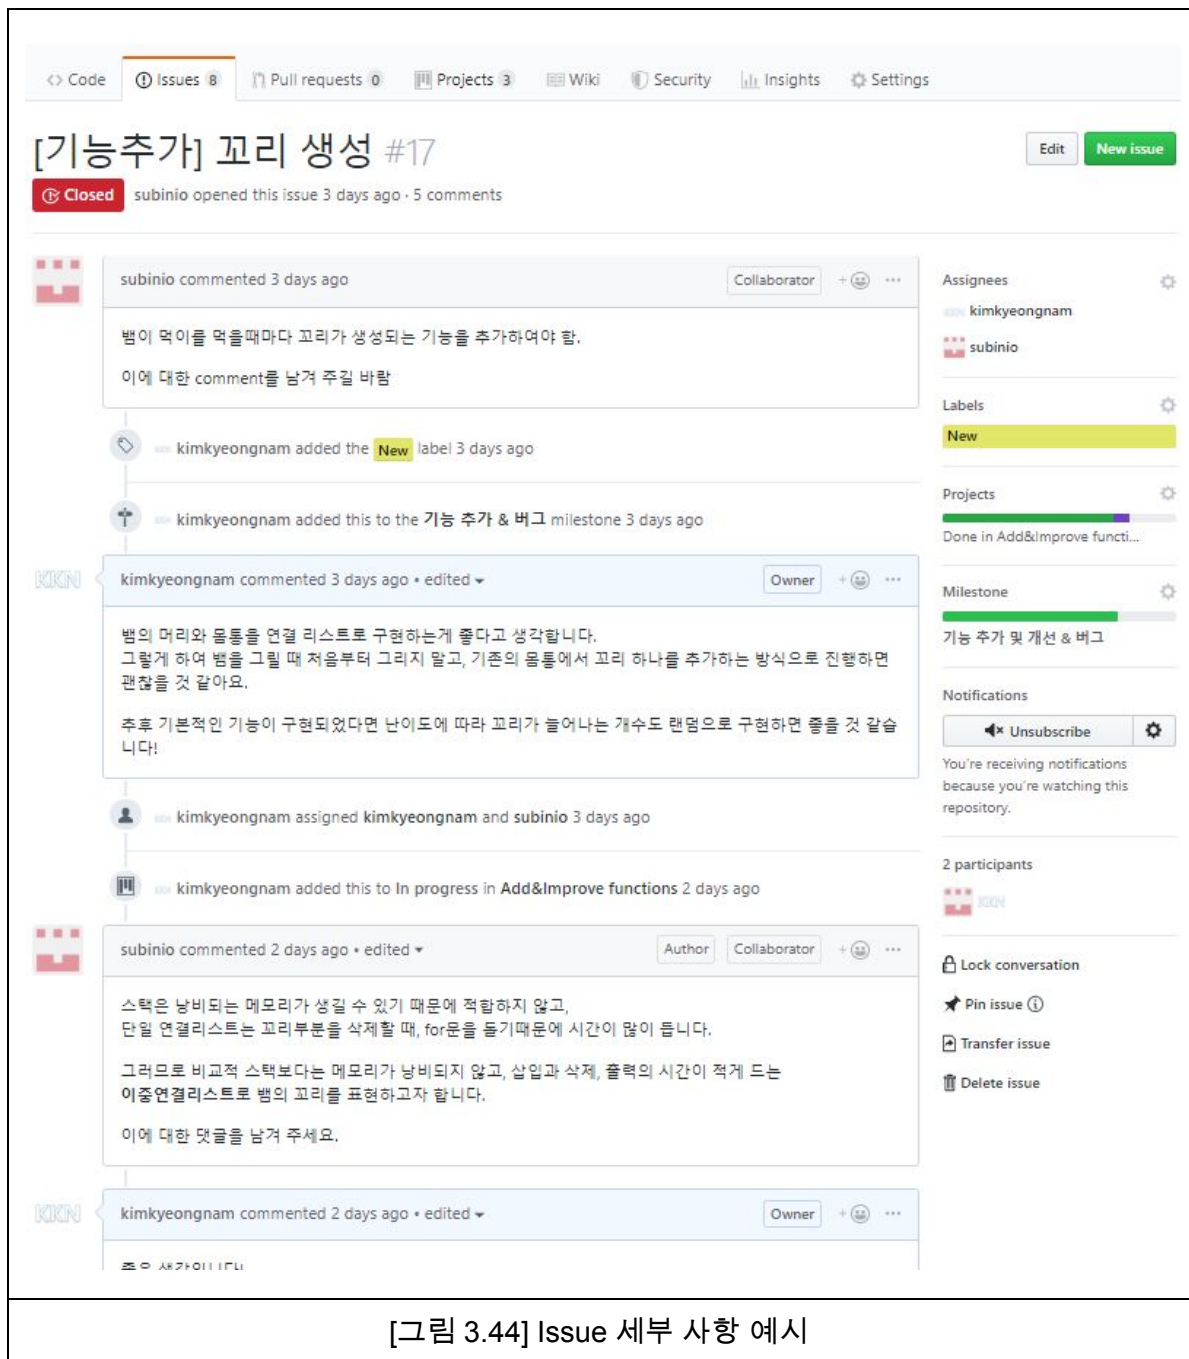 Code Issues 8 Pull requests 0 Projects 3 Wiki Security Insights Settings
[기능추가] 꼬리 생성 #17
Edit New issue
Closed subinio opened this issue 3 days ago · 5 comments
subinio commented 3 days ago Collaborator
뱀이 먹이를 먹을때마다 꼬리가 생성되는 기능을 추가하여야 함.
이에 대한 comment를 남겨 주길 바람
kimkyeongnam added the New label 3 days ago
kimkyeongnam added this to the 기능 추가 & 버그 milestone 3 days ago
KKN
kimkyeongnam commented 3 days ago • edited Owner
뱀의 머리와 몸통을 연결 리스트로 구현하는게 좋다고 생각합니다.
그렇게 하여 뱀을 그릴 때 처음부터 그리지 말고, 기존의 몸통에서 꼬리 하나를 추가하는 방식으로 진행하면
괜찮을 것 같아요.
추후 기본적인 기능이 구현되었다면 난이도에 따라 꼬리가 늘어나는 개수도 랜덤으로 구현하면 좋을 것 같습
니다!
kimkyeongnam assigned kimkyeongnam and subinio 3 days ago
kimkyeongnam added this to In progress in Add&Improve functions 2 days ago
subinio commented 2 days ago • edited Author Collaborator
스택은 낭비되는 메모리가 생길 수 있기 때문에 적합하지 않고,
단일 연결리스트는 꼬리부분을 삭제할 때, for문을 돌기때문에 시간이 많이 듭니다.
그러므로 비교적 스택보다는 메모리가 낭비되지 않고, 삽입과 삭제, 출력의 시간이 적게 드는
이중연결리스트로 뱀의 꼬리를 표현하고자 합니다.
이에 대한 댓글을 남겨 주세요.
KKN
kimkyeongnam commented 2 days ago • edited Owner
좋은 생각입니다!
Assignees
kimkyeongnam
subinio
Labels
New
Projects
Done in Add&Improve functi...
Milestone
기능 추가 및 개선 & 버그
Notifications
Unsubscribe
You're receiving notifications
because you're watching this
repository.
2 participants
KKN
Lock conversation
Pin issue
Transfer issue
Delete issue
[그림 3.44] Issue 세부 사항 예시